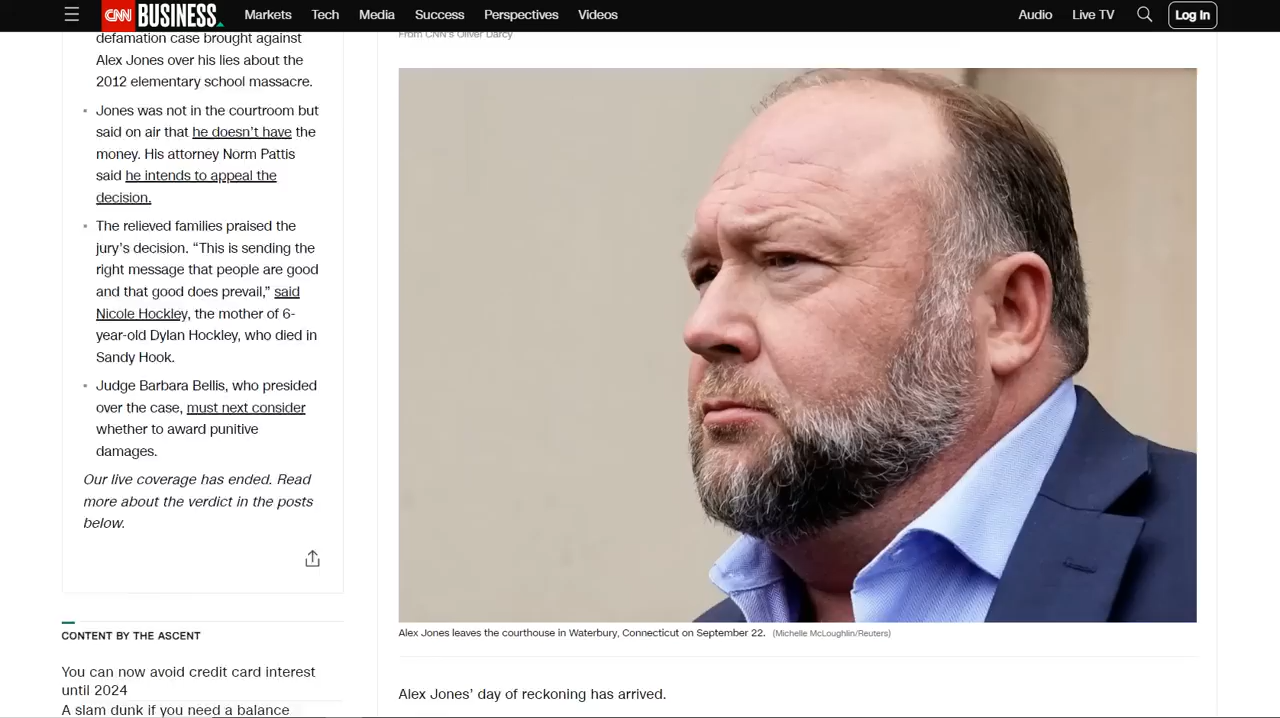 CNN BUSINESS Markets Tech Media Success Perspectives Videos Audio Live TV Log In
defamation case brought against
Alex Jones over his lies about the
2012 elementary school massacre.
Jones was not in the courtroom but
said on air that he doesn't have the
money. His attorney Norm Pattis
said he intends to appeal the
decision.
The relieved families praised the
jury's decision. “This is sending the
right message that people are good
and that good does prevail,” said
Nicole Hockley, the mother of 6-
year-old Dylan Hockley, who died in
Sandy Hook.
Judge Barbara Bellis, who presided
over the case, must next consider
whether to award punitive
damages.
Our live coverage has ended. Read
more about the verdict in the posts
below.
CONTENT BY THE ASCENT
You can now avoid credit card interest
until 2024
A slam dunk if you need a balance
From CNN's Oliver Darcy
Alex Jones leaves the courthouse in Waterbury, Connecticut on September 22. (Michelle McLoughlin/Reuters)
Alex Jones’ day of reckoning has arrived.